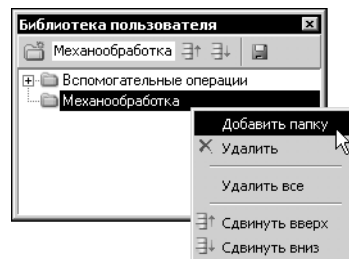 Библиотека пользователя
Механообработка
Вспомогательные операции
Механообработка
Добавить папку
Удалить
Удалить все
Сдвинуть вверх
Сдвинуть вниз